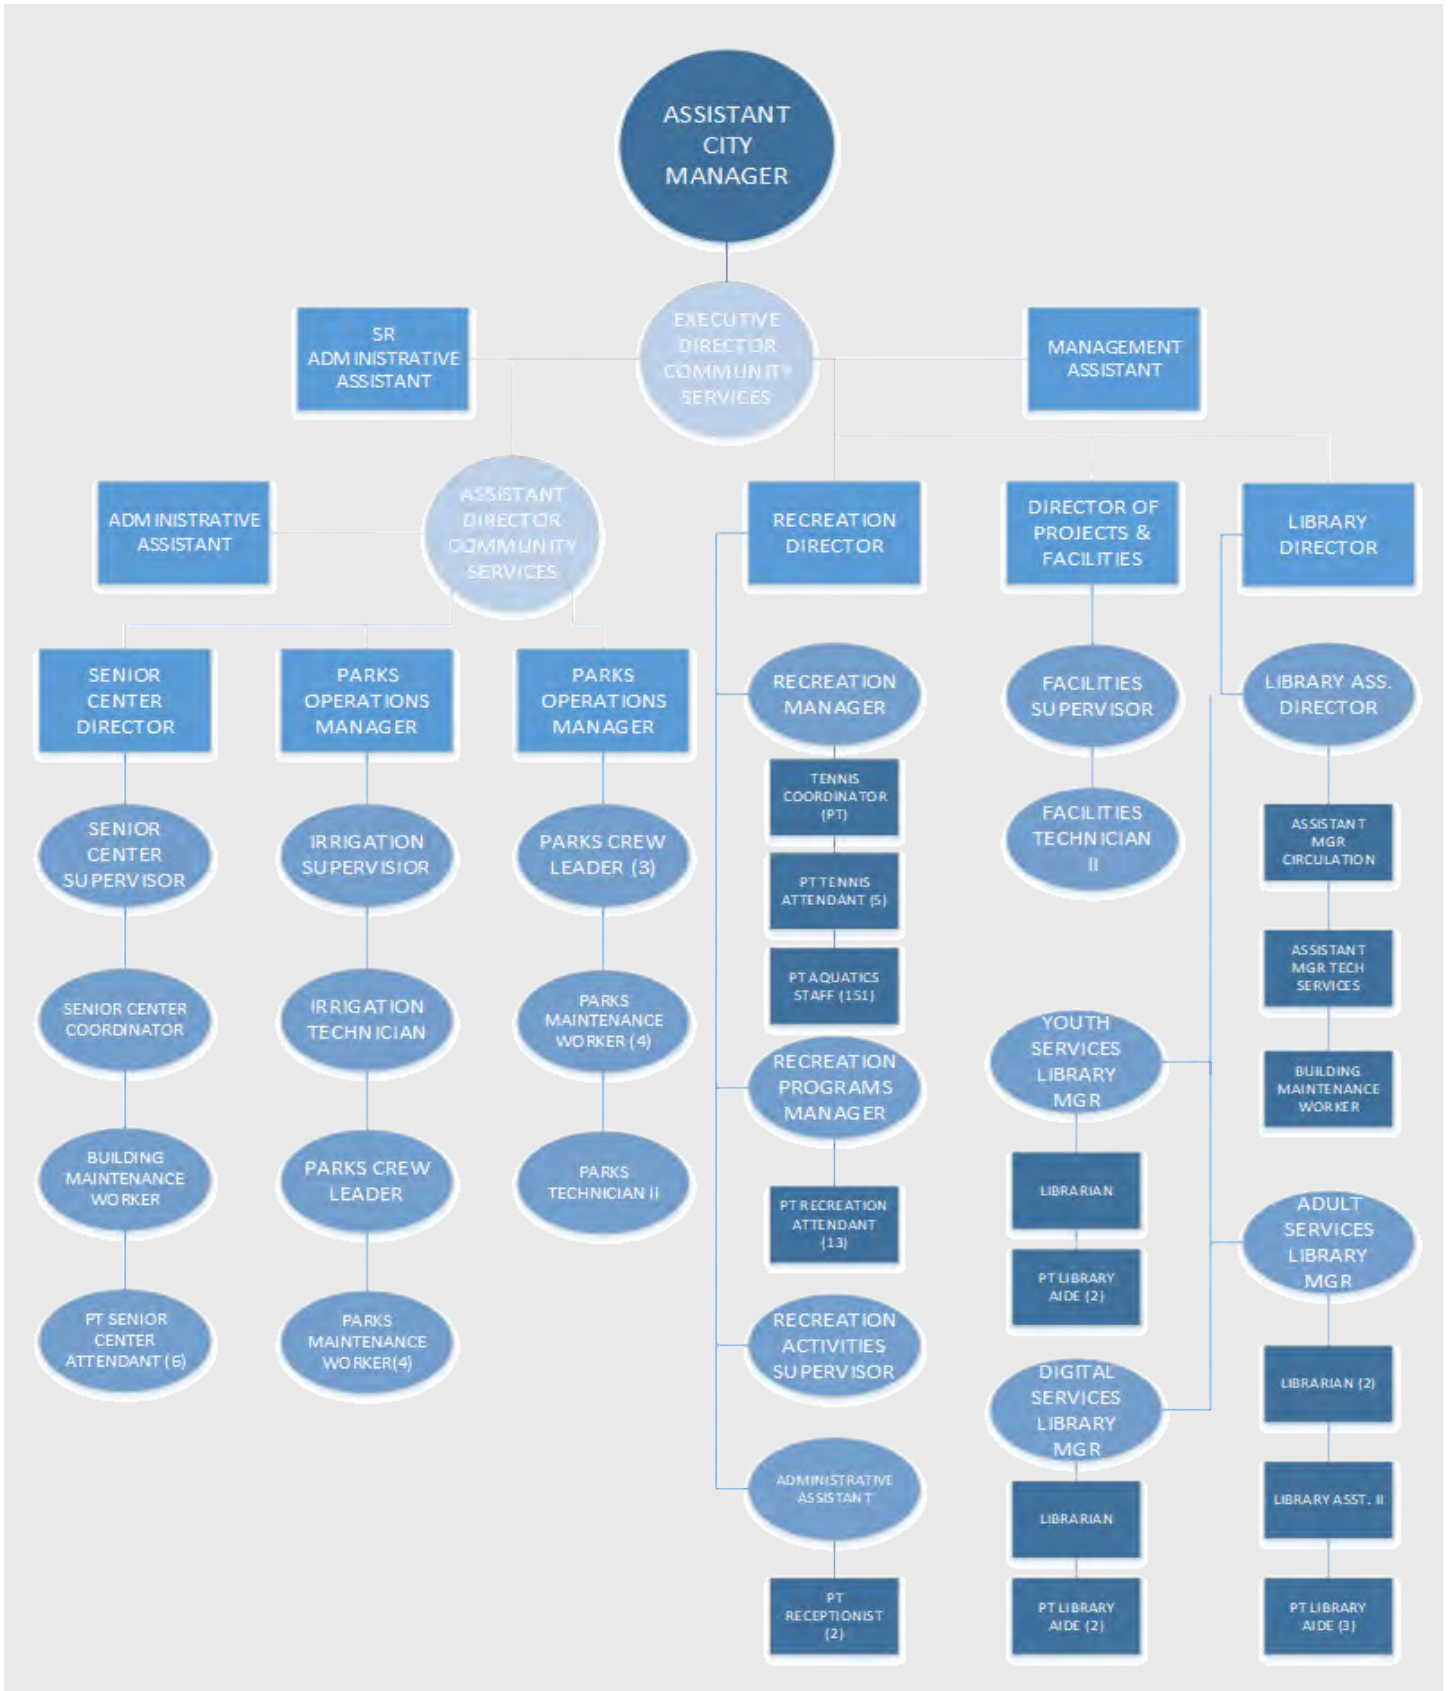 ASSISTANT
CITY
MANAGER
SR
ADMINISTRATIVE
ASSISTANT
EXECUTIVE
DIRECTOR
COMMUNITY
SERVICES
MANAGEMENT
ASSISTANT
ADMINISTRATIVE
ASSISTANT
ASSISTANT
DIRECTOR
COMMUNITY
SERVICES
RECREATION
DIRECTOR
DIRECTOR OF
PROJECTS &
FACILITIES
LIBRARY
DIRECTOR
SENIOR
CENTER
DIRECTOR
PARKS
OPERATIONS
MANAGER
PARKS
OPERATIONS
MANAGER
SENIOR
CENTER
SUPERVISOR
SENIOR CENTER
COORDINATOR
BUILDING
MAINTENANCE
WORKER
PT SENIOR
CENTER
ATTENDANT (6)
IRRIGATION
SUPERVISIOR
IRRIGATION
TECHNICIAN
PARKS CREW
LEADER
PARKS
MAINTENANCE
WORKER(4)
PARKS CREW
LEADER (3)
PARKS
MAINTENANCE
WORKER (4)
PARKS
TECHNICIAN II
RECREATION
MANAGER
TENNIS
COORDINATOR
(PT)
PT TENNIS
ATTENDANT (5)
PT AQUATICS
STAFF (151)
RECREATION
PROGRAMS
MANAGER
PT RECREATION
ATTENDANT
(13)
RECREATION
ACTIVITIES
SUPERVISOR
ADMINISTRATIVE
ASSISTANT
PT
RECEPTIONIST
(2)
FACILITIES
SUPERVISOR
FACILITIES
TECHNICIAN
II
YOUTH
SERVICES
LIBRARY
MGR
LIBRARIAN
PT LIBRARY
AIDE (2)
DIGITAL
SERVICES
LIBRARY
MGR
LIBRARIAN
PT LIBRARY
AIDE (2)
LIBRARY ASS.
DIRECTOR
ASSISTANT
MGR
CIRCULATION
ASSISTANT
MGR TECH
SERVICES
BUILDING
MAINTENANCE
WORKER
ADULT
SERVICES
LIBRARY
MGR
LIBRARIAN (2)
LIBRARY ASST. II
PT LIBRARY
AIDE (3)